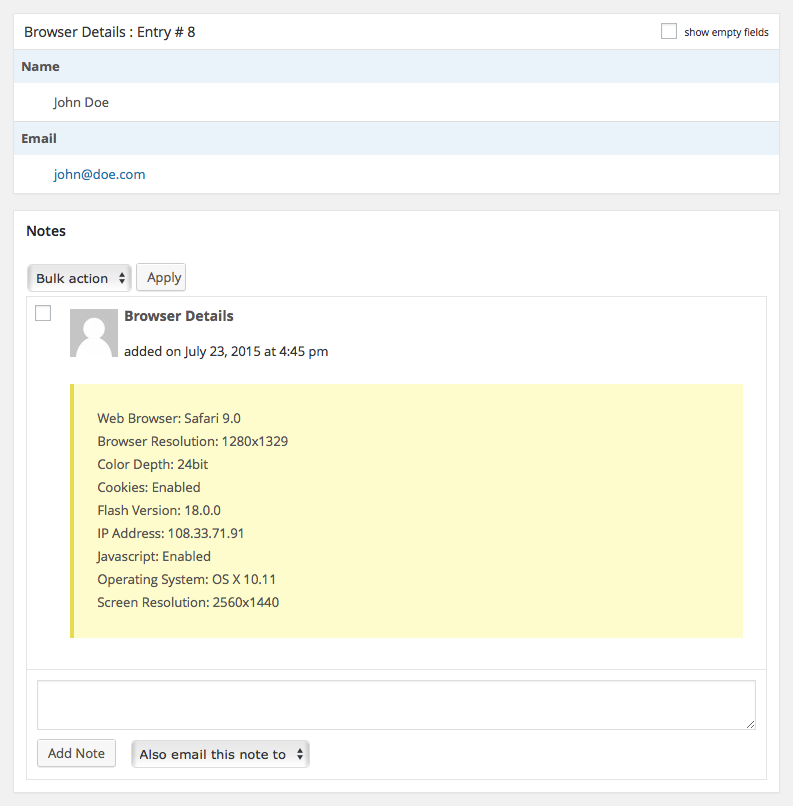 Browser Details : Entry # 8
show empty fields
Name
John Doe
Email
john@doe.com
Notes
Bulk action
Apply
Browser Details
added on July 23, 2015 at 4:45 pm
Web Browser: Safari 9.0
Browser Resolution: 1280x1329
Color Depth: 24bit
Cookies: Enabled
Flash Version: 18.0.0
IP Address: 108.33.71.91
Javascript: Enabled
Operating System: OS X 10.11
Screen Resolution: 2560x1440
Add Note
Also email this note to